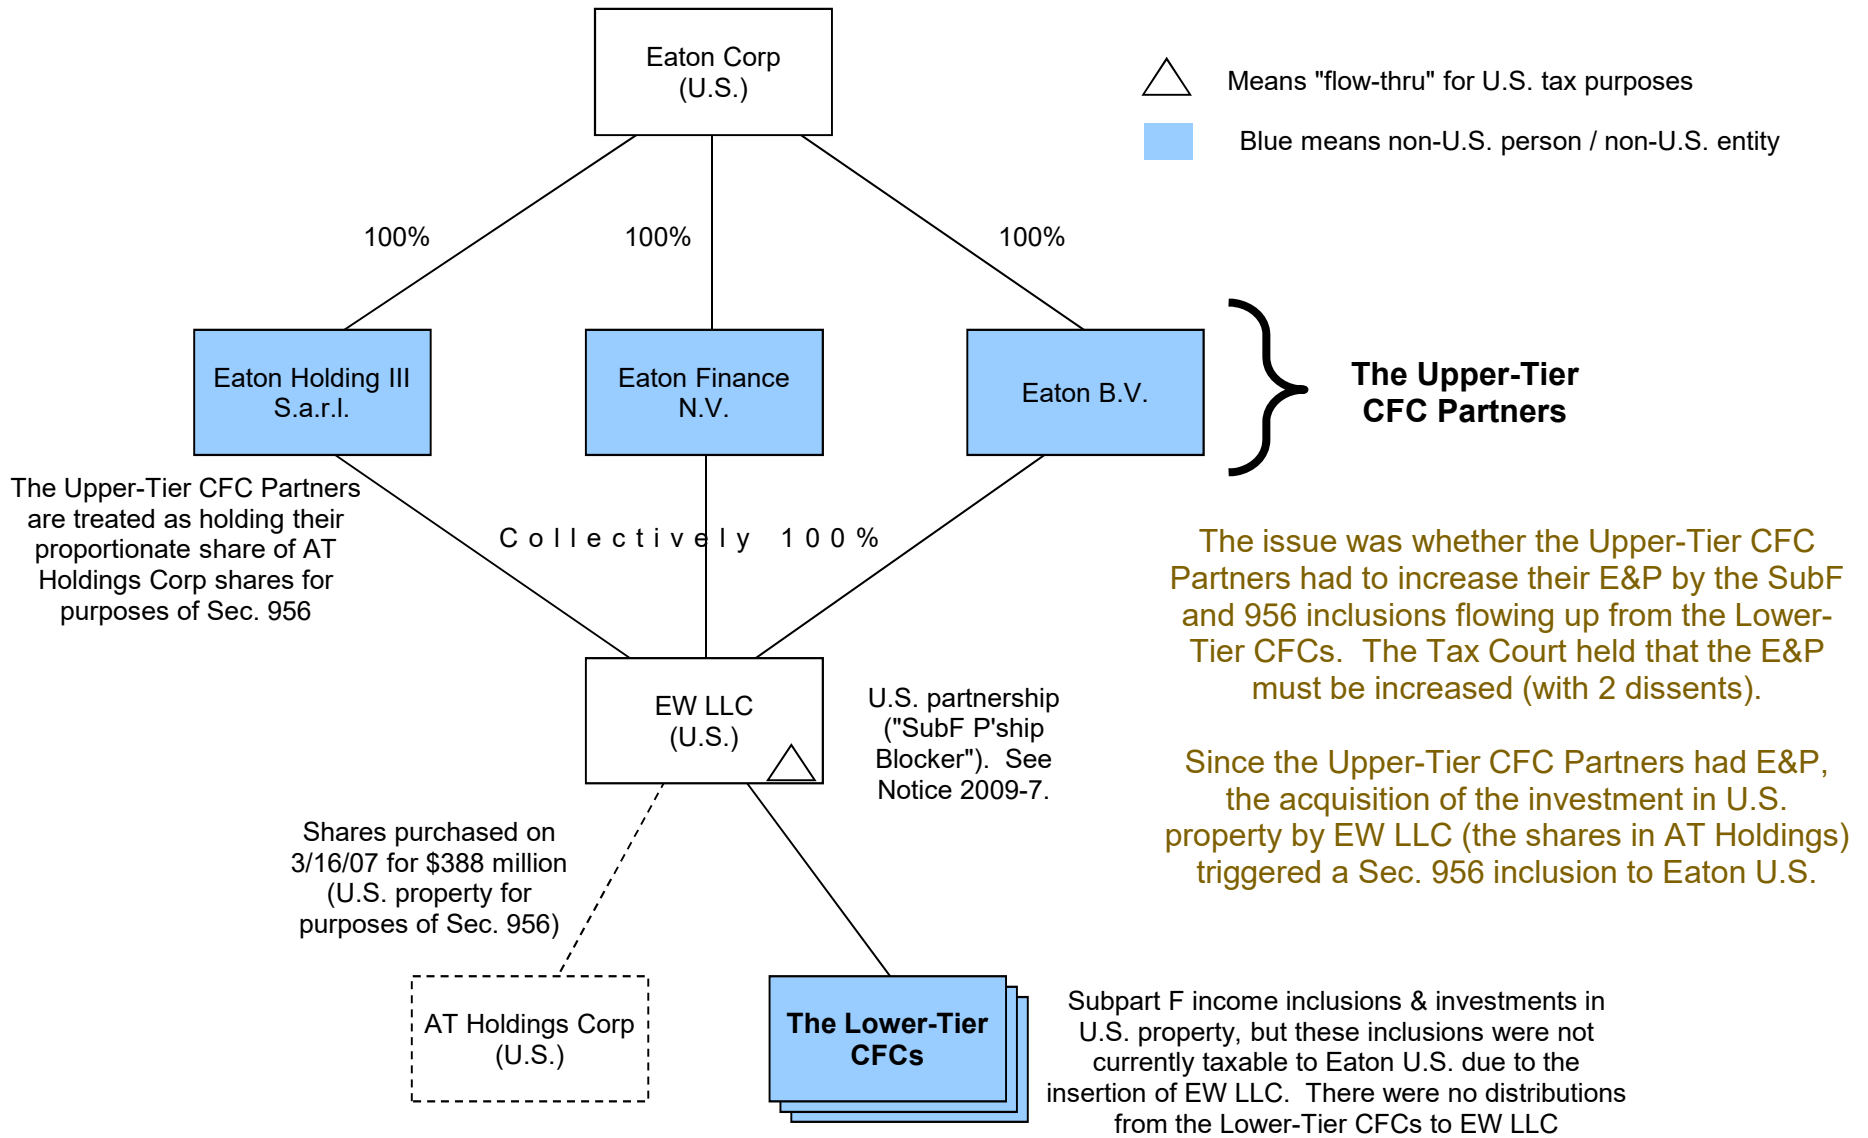 Eaton Corp
(U.S.)
Means "flow-thru" for U.S. tax purposes
Blue means non-U.S. person / non-U.S. entity
100%
100%
100%
Eaton Holding III
S.a.r.l.
Eaton Finance
N.V.
Eaton B.V.
The Upper-Tier
CFC Partners
The Upper-Tier CFC Partners
are treated as holding their
proportionate share of AT
Holdings Corp shares for
purposes of Sec. 956
Collectively 100%
The issue was whether the Upper-Tier CFC
Partners had to increase their E&P by the SubF
and 956 inclusions flowing up from the Lower-
Tier CFCs.  The Tax Court held that the E&P
must be increased (with 2 dissents).
Since the Upper-Tier CFC Partners had E&P,
the acquisition of the investment in U.S.
property by EW LLC (the shares in AT Holdings)
triggered a Sec. 956 inclusion to Eaton U.S.
EW LLC
(U.S.)
U.S. partnership
("SubF P'ship
Blocker").  See
Notice 2009-7.
Shares purchased on
3/16/07 for $388 million
(U.S. property for
purposes of Sec. 956)
AT Holdings Corp
(U.S.)
The Lower-Tier
CFCs
Subpart F income inclusions & investments in
U.S. property, but these inclusions were not
currently taxable to Eaton U.S. due to the
insertion of EW LLC.  There were no distributions
from the Lower-Tier CFCs to EW LLC